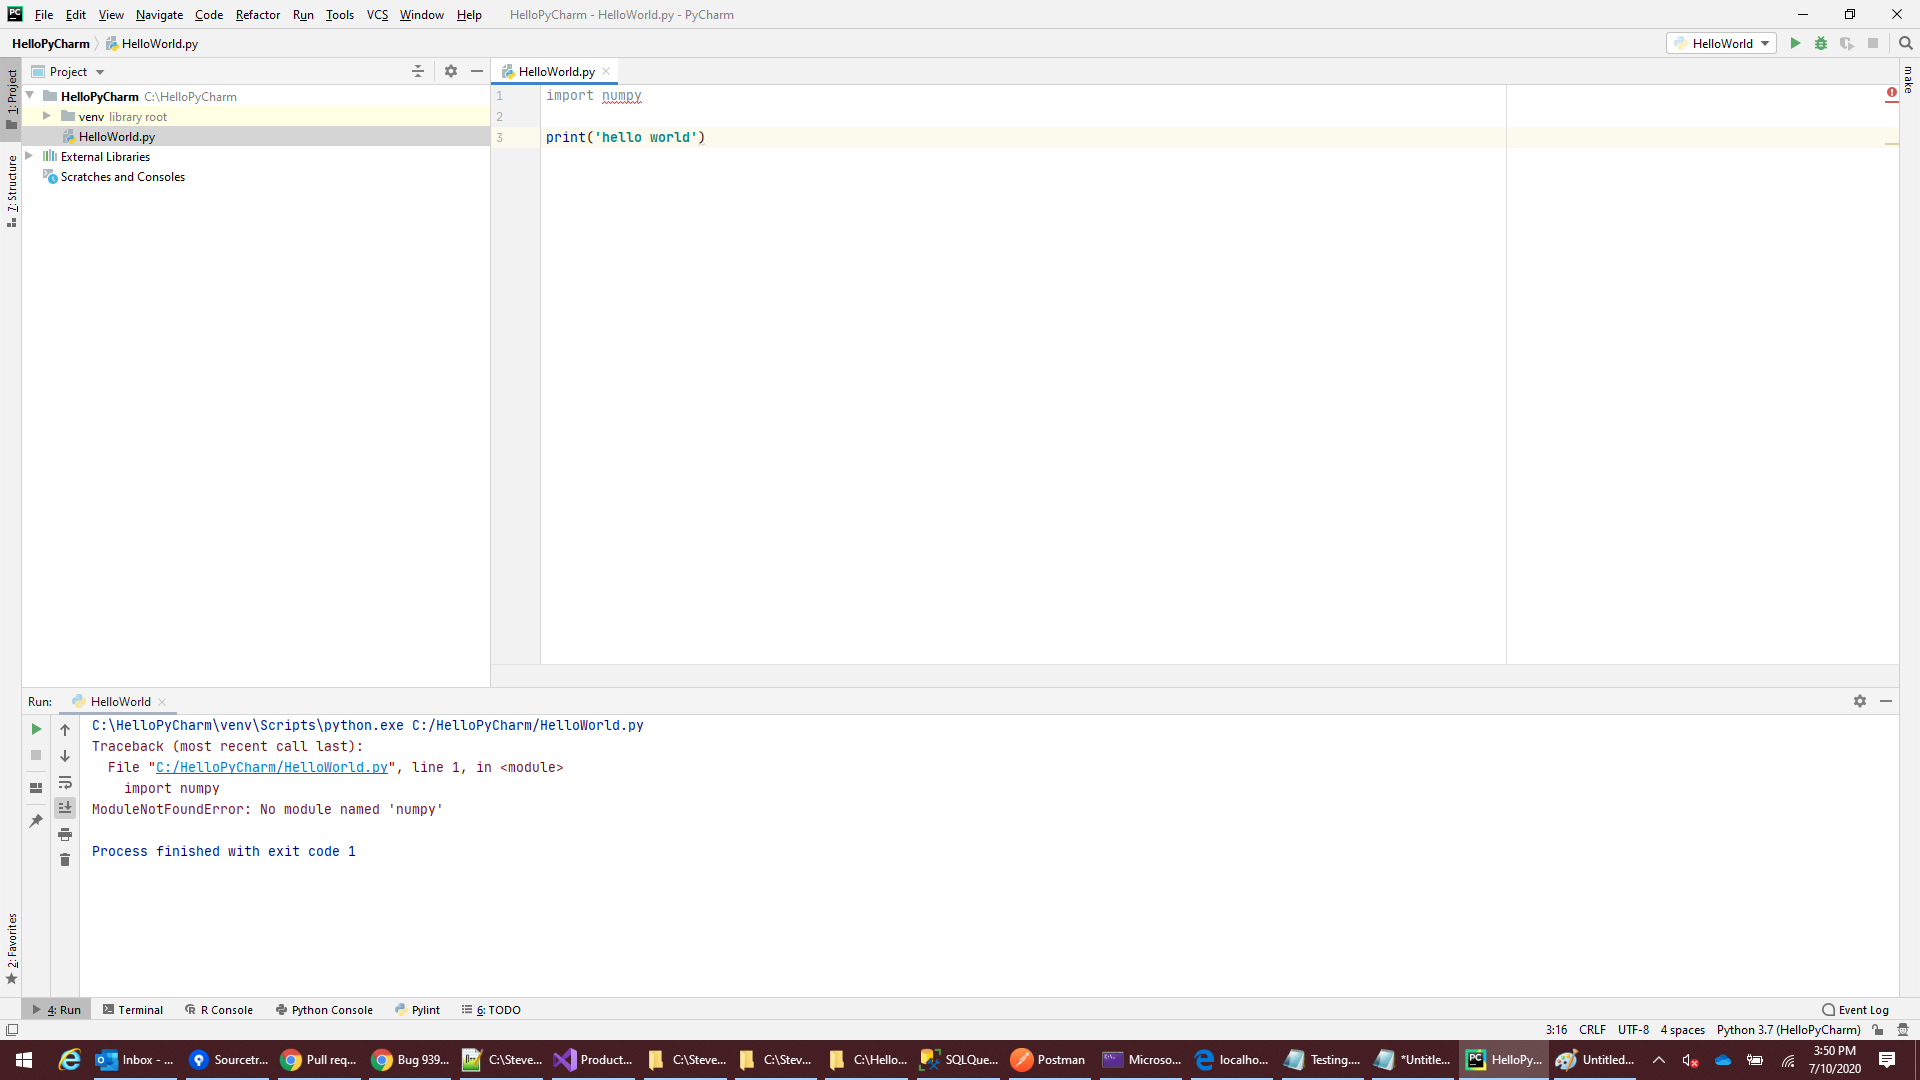 PC File Edit View Navigate Code Refactor Run Tools VCS Window Help HelloPyCharm - HelloWorld.py - PyCharm
HelloPyCharm HelloWorld.py HelloWorld
1: Project
7: Structure
2: Favorites
make
Project
HelloPyCharm C:\HelloPyCharm
venv library root
HelloWorld.py
External Libraries
Scratches and Consoles
HelloWorld.py
1 import numpy
2
3 print('hello world')
Run: HelloWorld
C:\HelloPyCharm\venv\Scripts\python.exe C:/HelloPyCharm/HelloWorld.py
Traceback (most recent call last):
File "C:/HelloPyCharm/HelloWorld.py", line 1, in <module>
import numpy
ModuleNotFoundError: No module named 'numpy'
Process finished with exit code 1
4: Run Terminal R Console Python Console Pylint 6: TODO Event Log
3:16 CRLF UTF-8 4 spaces Python 3.7 (HelloPyCharm)
Inbox - ... Sourcetr... Pull req... Bug 939... C:\Steve... Product... C:\Steve... C:\Stev... C:\Hello... SQLQue... Postman Microso... localho... Testing.... *Untitle... PC HelloPy... Untitled... 3:50 PM
7/10/2020